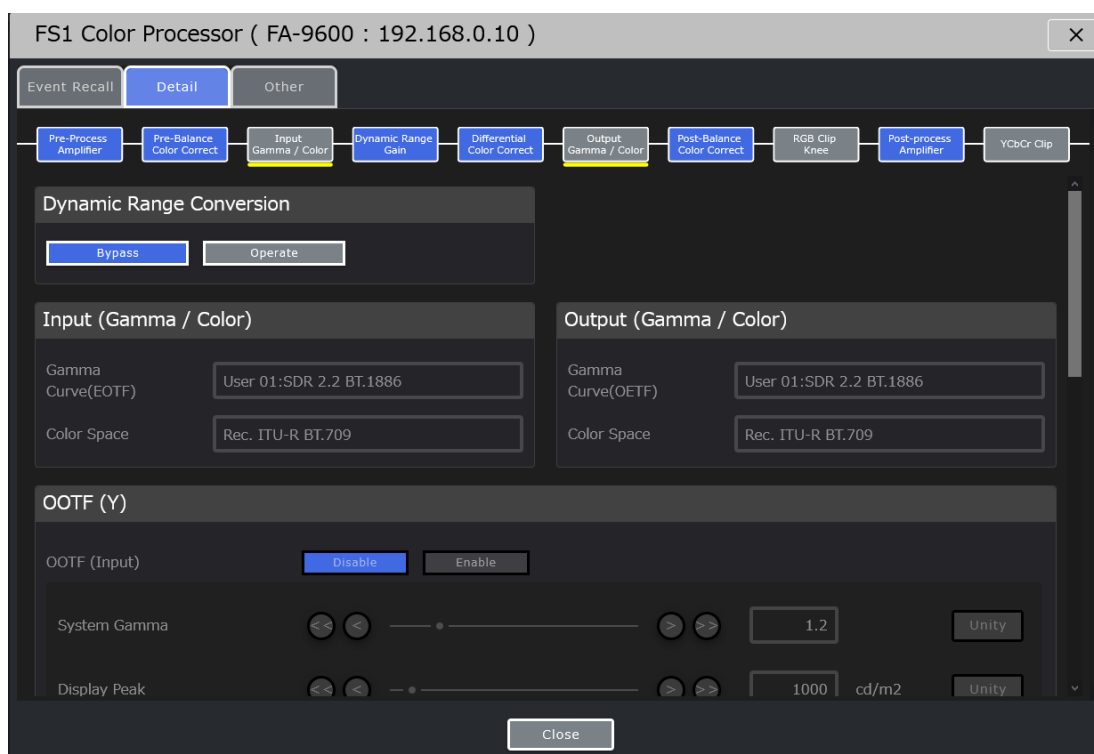 FS1 Color Processor ( FA-9600 : 192.168.0.10 )
Event Recall
Detail
Other
Pre-Process
Amplifier
Pre-Balance
Color Correct
Input
Gamma / Color
Dynamic Range
Gain
Differential
Color Correct
Output
Gamma / Color
Post-Balance
Color Correct
RGB Clip
Knee
Post-process
Amplifier
YCbCr Clip
Dynamic Range Conversion
Bypass
Operate
Input (Gamma / Color)
Gamma
Curve(EOTF)
User 01:SDR 2.2 BT.1886
Color Space
Rec. ITU-R BT.709
Output (Gamma / Color)
Gamma
Curve(OETF)
User 01:SDR 2.2 BT.1886
Color Space
Rec. ITU-R BT.709
OOTF (Y)
OOTF (Input)
Disable
Enable
System Gamma
<<
<
>
>>
1.2
Unity
Display Peak
<<
<
>
>>
1000
cd/m2
Unity
Close